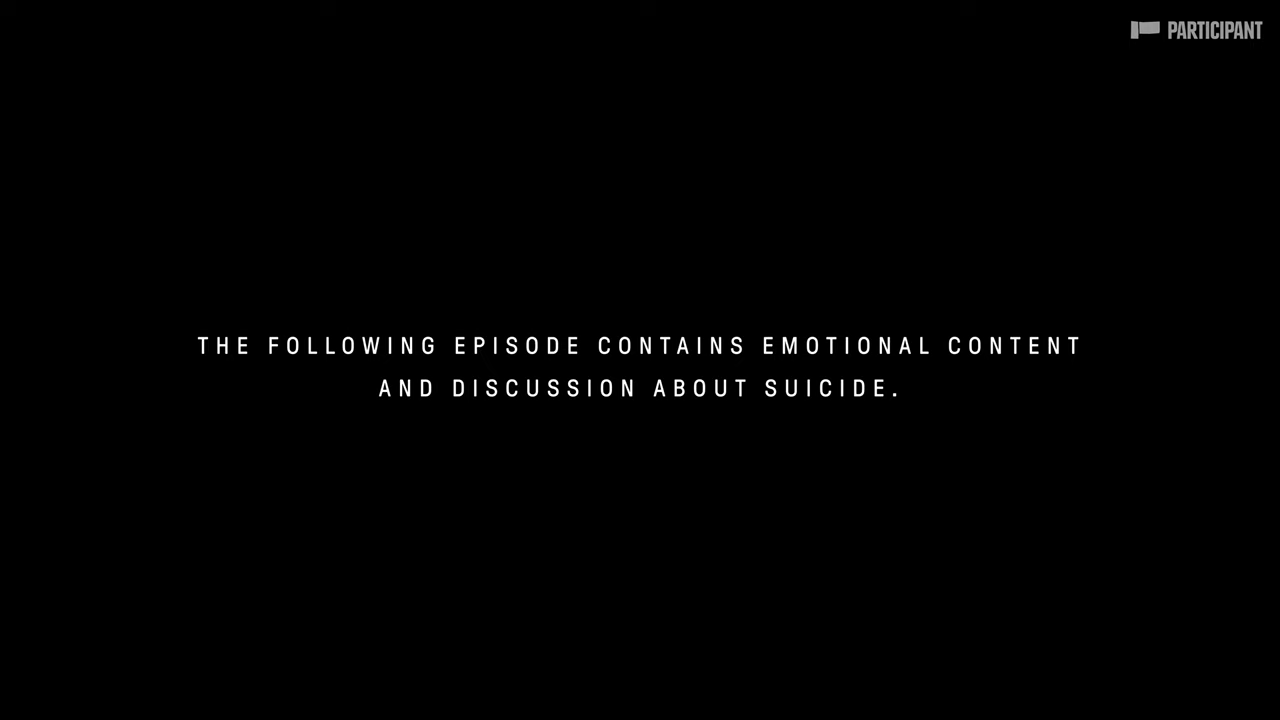 PARTICIPANT
THE FOLLOWING EPISODE CONTAINS EMOTIONAL CONTENT
AND DISCUSSION ABOUT SUICIDE.